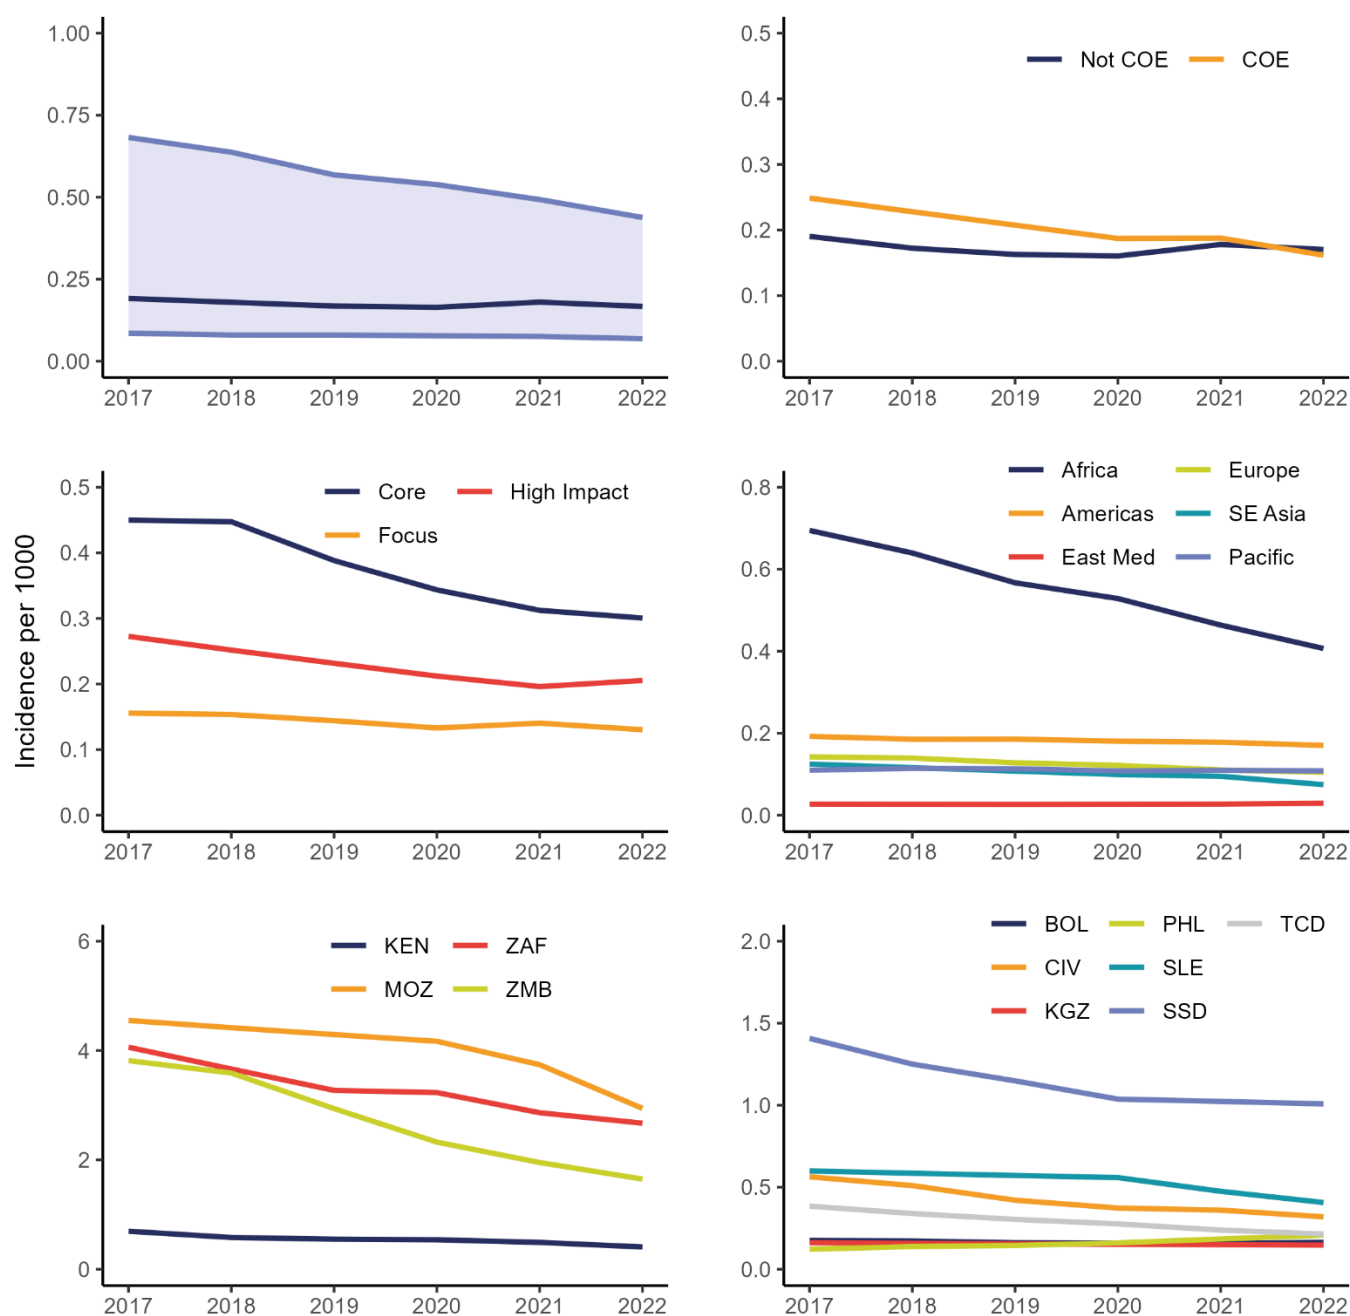 1.00
0.75
0.50
0.25
0.00
2017 2018 2019 2020 2021 2022
0.5
0.4
0.3
0.2
0.1
0.0
Not COE COE
2017 2018 2019 2020 2021 2022
Incidence per 1000
0.5
0.4
0.3
0.2
0.1
0.0
Core High Impact
Focus
2017 2018 2019 2020 2021 2022
0.8
0.6
0.4
0.2
0.0
Africa Europe
Americas SE Asia
East Med Pacific
2017 2018 2019 2020 2021 2022
6
4
2
0
KEN ZAF
MOZ ZMB
2017 2018 2019 2020 2021 2022
2.0
1.5
1.0
0.5
0.0
BOL PHL TCD
CIV SLE
KGZ SSD
2017 2018 2019 2020 2021 2022